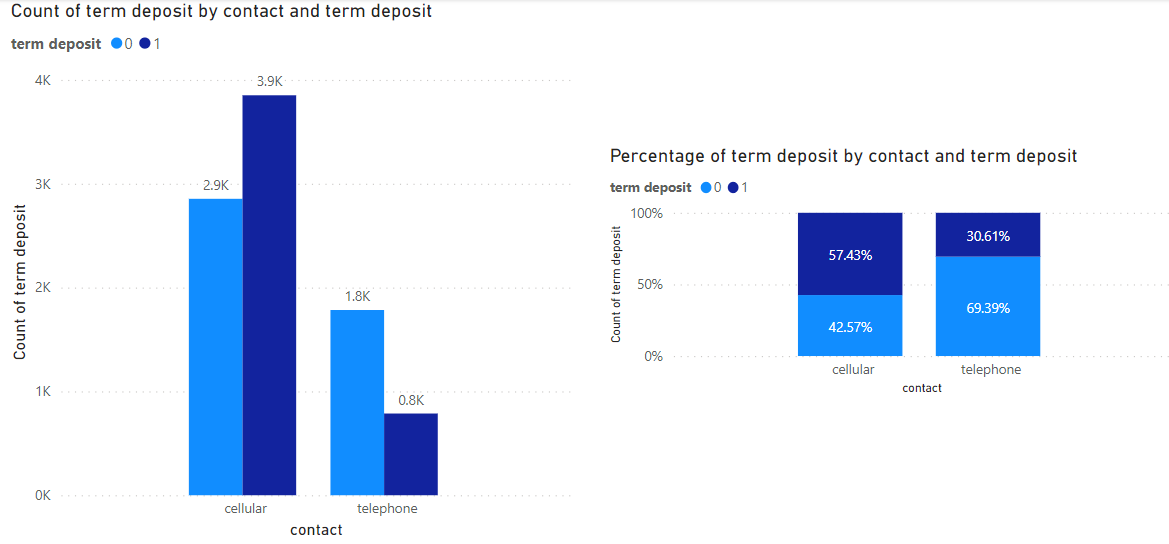 Count of term deposit by contact and term deposit
term deposit 0 1
4K
3K
2K
1K
0K
Count of term deposit
2.9K
3.9K
1.8K
0.8K
cellular telephone
contact
Percentage of term deposit by contact and term deposit
term deposit 0 1
100%
50%
0%
Count of term deposit
57.43%
42.57%
30.61%
69.39%
cellular telephone
contact